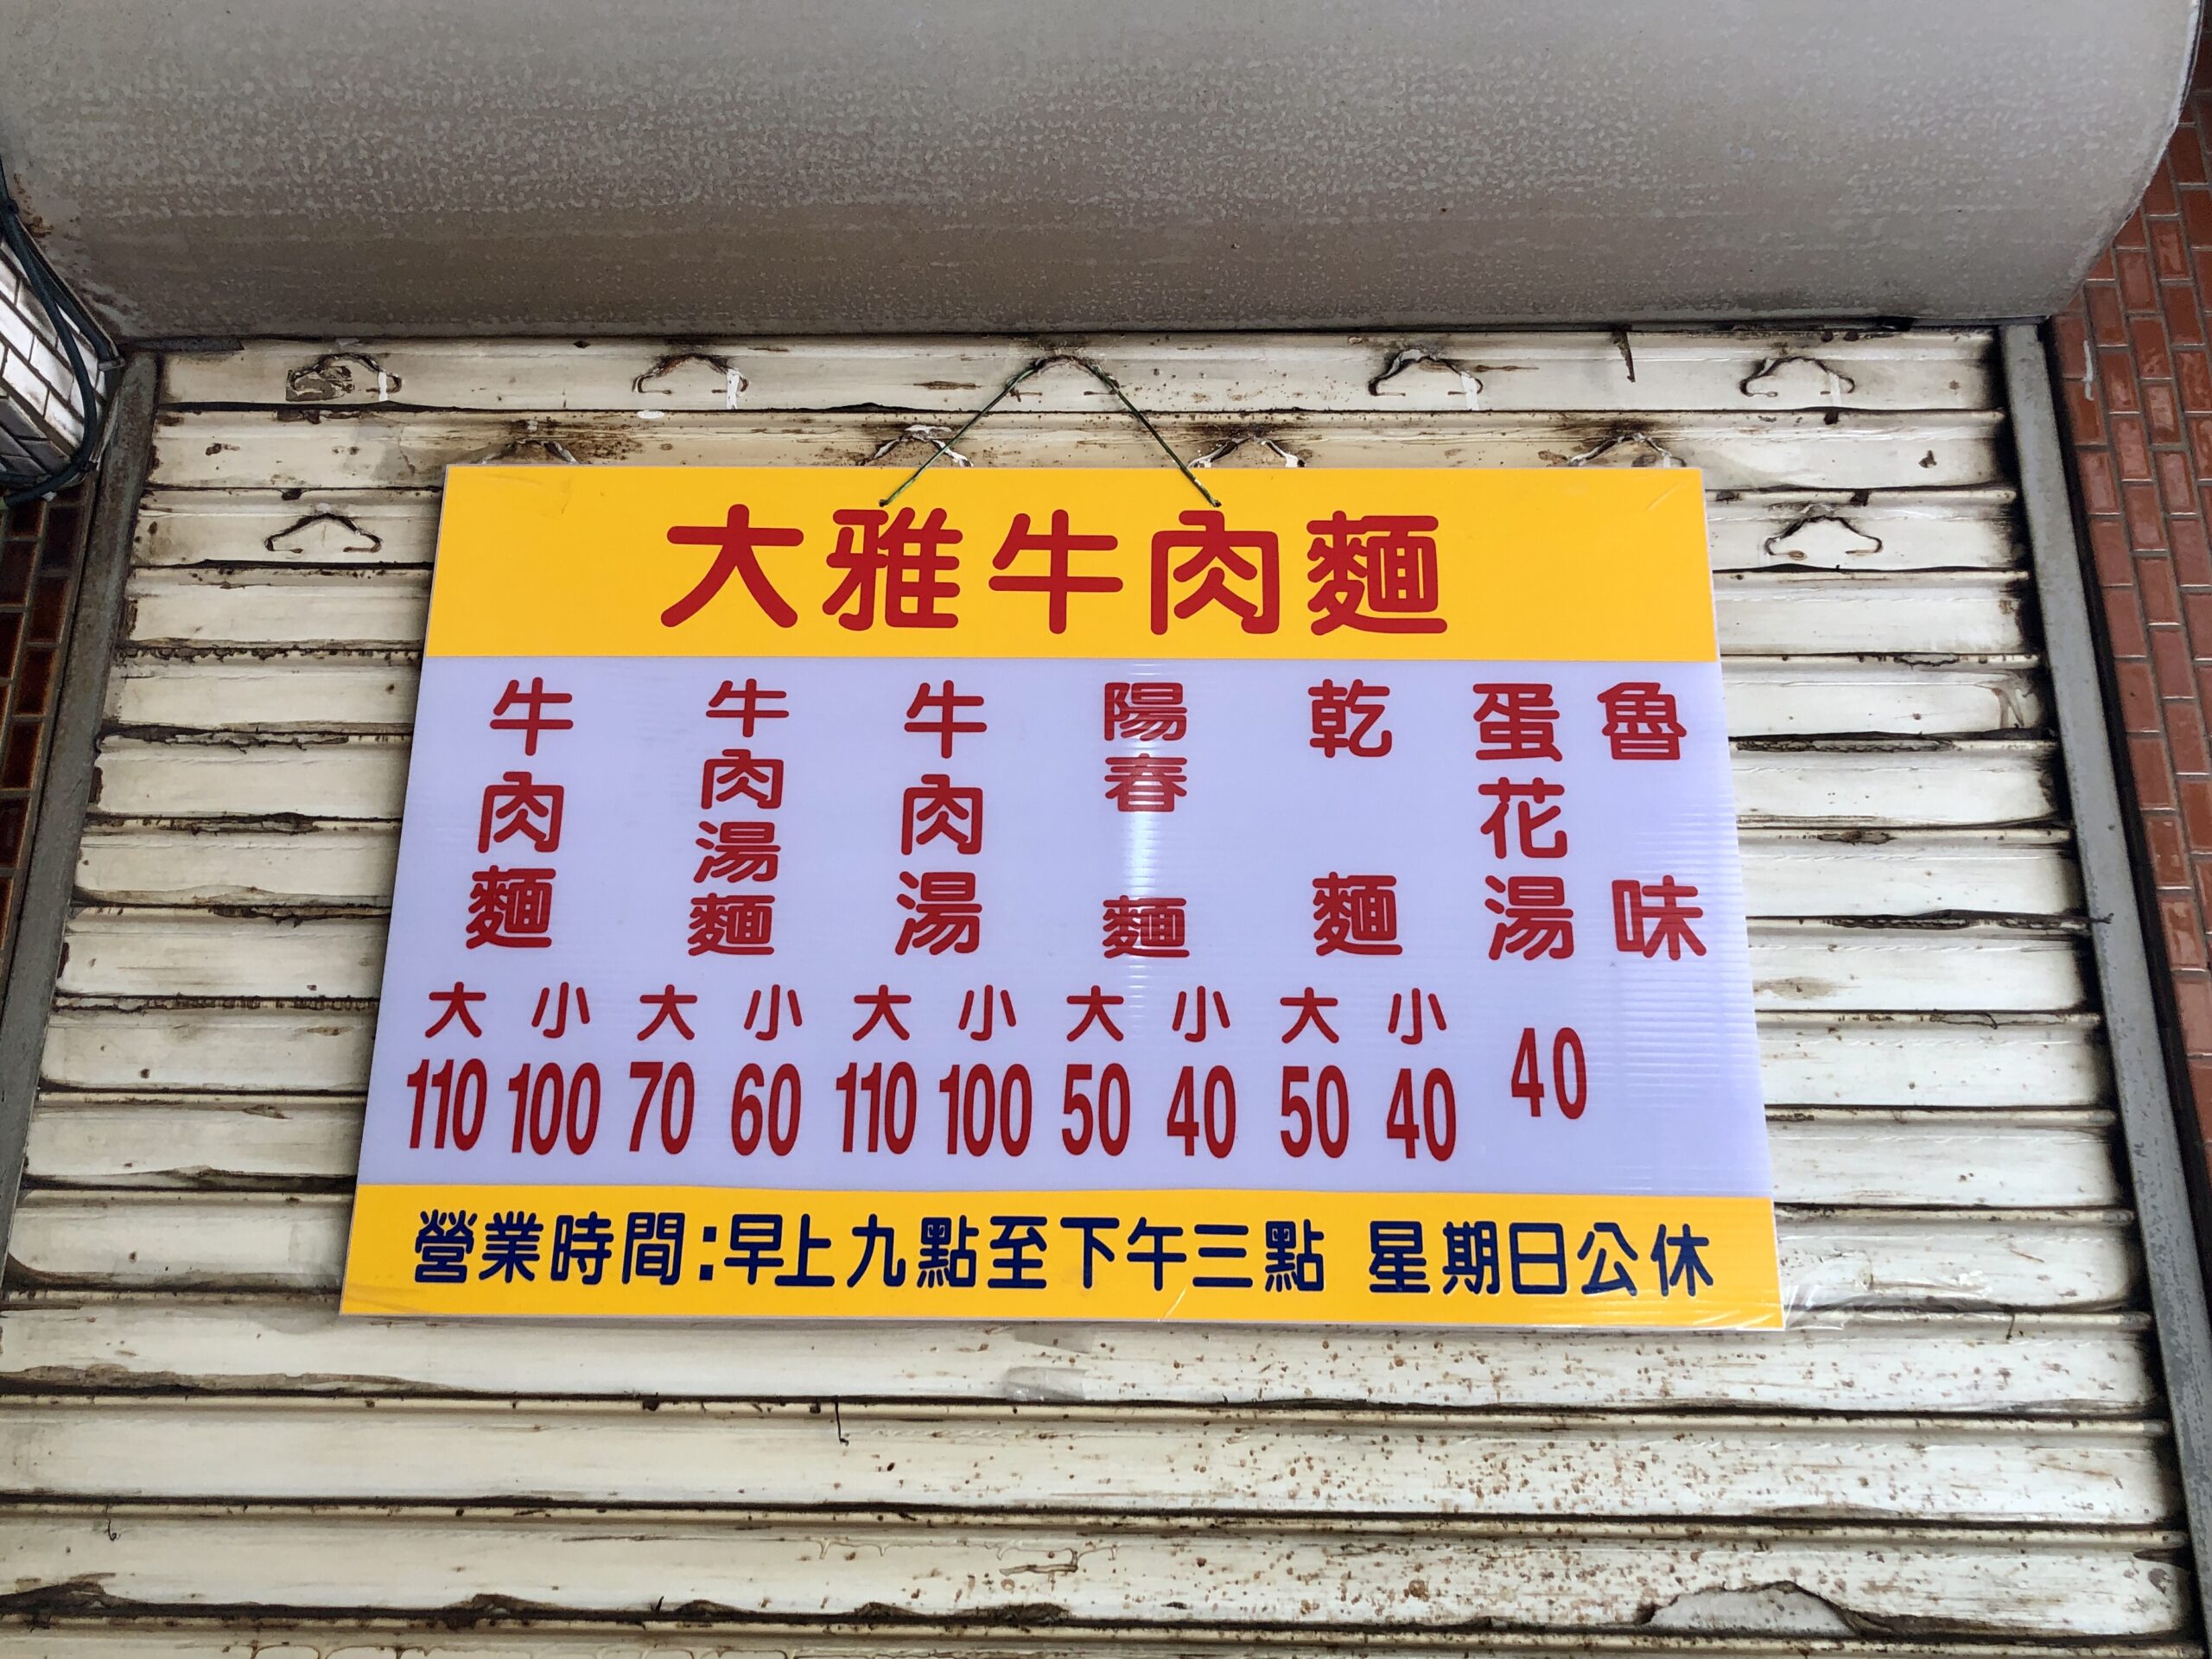 大雅牛肉麵
牛肉麵
大 小
110 100
牛肉湯麵
大 小
70 60
牛肉湯
大 小
110 100
陽春麵
大 小
50 40
乾麵
大 小
50 40
蛋花湯
40
魯味
營業時間:早上九點至下午三點 星期日公休